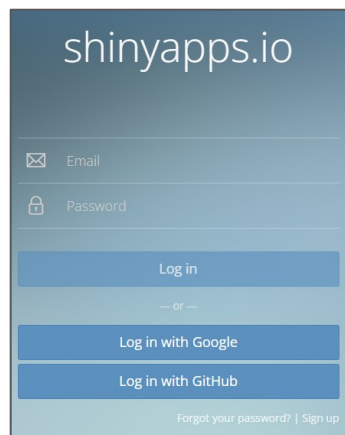 shinyapps.io
Email
Password
Log in
— or —
Log in with Google
Log in with GitHub
Forgot your password? | Sign up